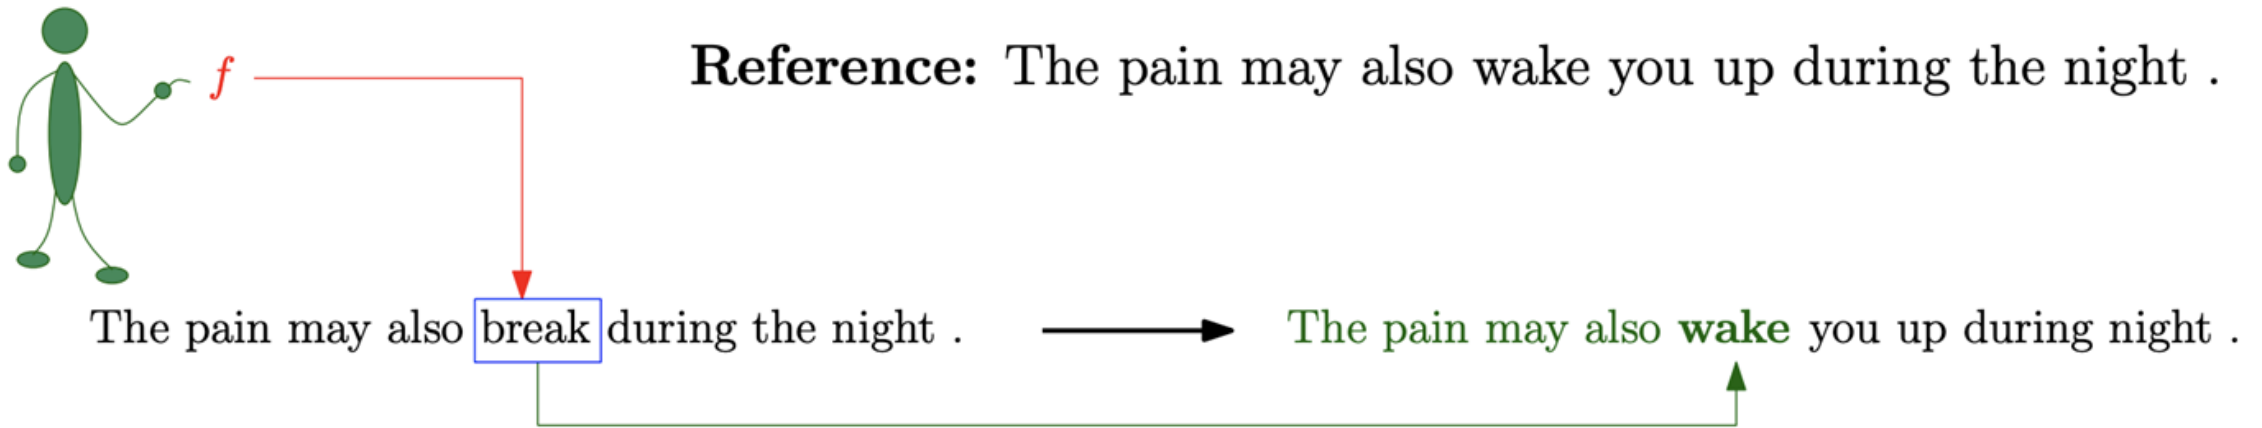 f
Reference: The pain may also wake you up during the night .
The pain may also break during the night .
The pain may also wake you up during night .